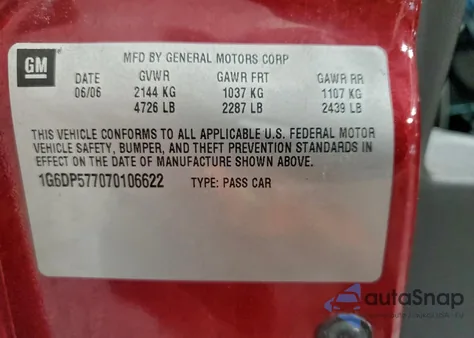 GM
MFD BY GENERAL MOTORS CORP
DATE GVWR GAWR FRT GAWR RR
06/06 2144 KG 1037 KG 1107 KG
4726 LB 2287 LB 2439 LB
THIS VEHICLE CONFORMS TO ALL APPLICABLE U.S. FEDERAL MOTOR
VEHICLE SAFETY, BUMPER, AND THEFT PREVENTION STANDARDS IN
EFFECT ON THE DATE OF MANUFACTURE SHOWN ABOVE.
1G6DP577070106622 TYPE: PASS CAR
autoSnap